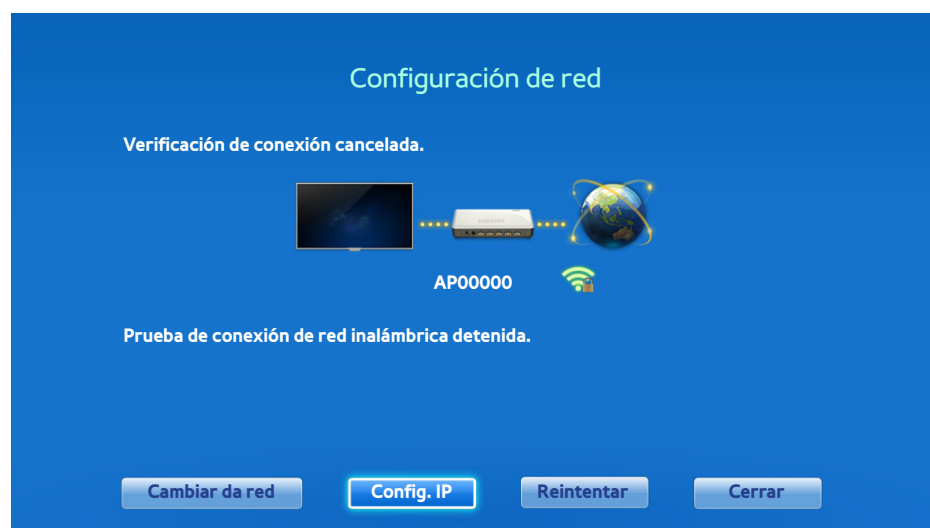 Configuración de red
Verificación de conexión cancelada.
SAMSUNG
AP00000
Prueba de conexión de red inalámbrica detenida.
Cambiar da red
Config. IP
Reintentar
Cerrar